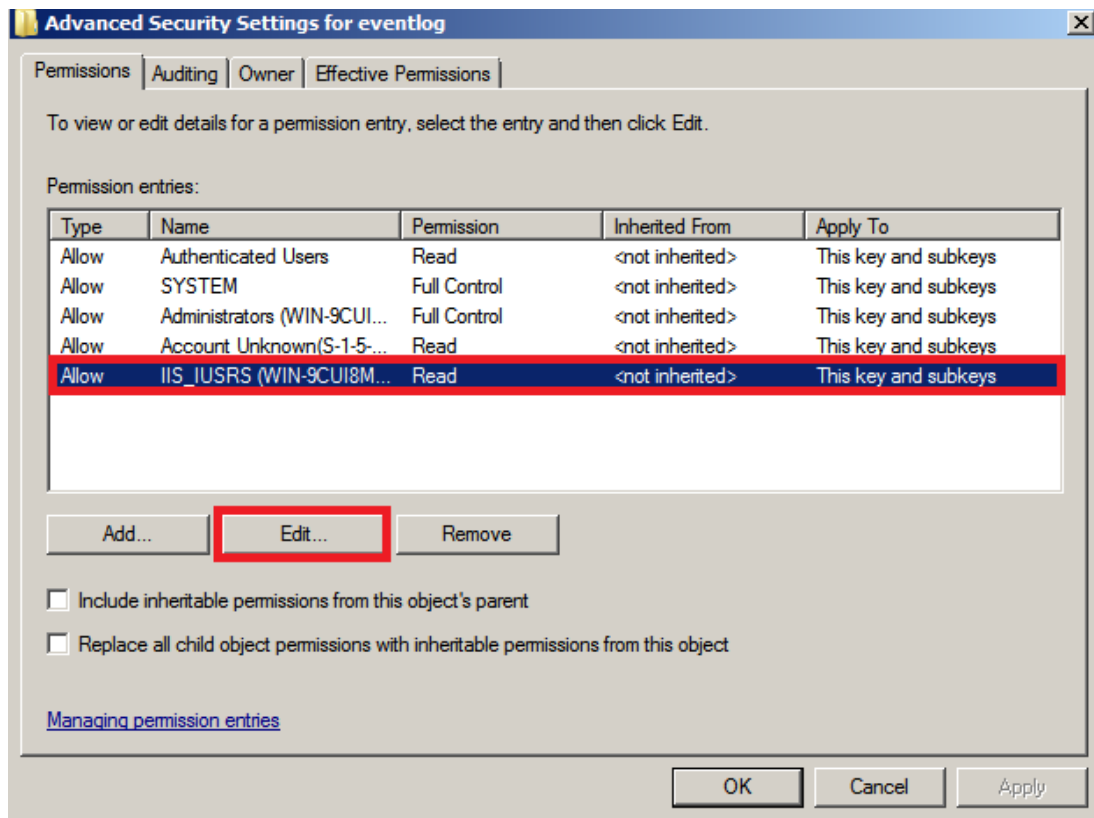 Advanced Security Settings for eventlog
Permissions Auditing Owner Effective Permissions
To view or edit details for a permission entry, select the entry and then click Edit.
Permission entries:
Type Name Permission Inherited From Apply To
Allow Authenticated Users Read <not inherited> This key and subkeys
Allow SYSTEM Full Control <not inherited> This key and subkeys
Allow Administrators (WIN-9CUI... Full Control <not inherited> This key and subkeys
Allow Account Unknown(S-1-5-... Read <not inherited> This key and subkeys
Allow IIS_IUSRS (WIN-9CUI8M... Read <not inherited> This key and subkeys
Add... Edit... Remove
Include inheritable permissions from this object's parent
Replace all child object permissions with inheritable permissions from this object
Managing permission entries
OK Cancel Apply